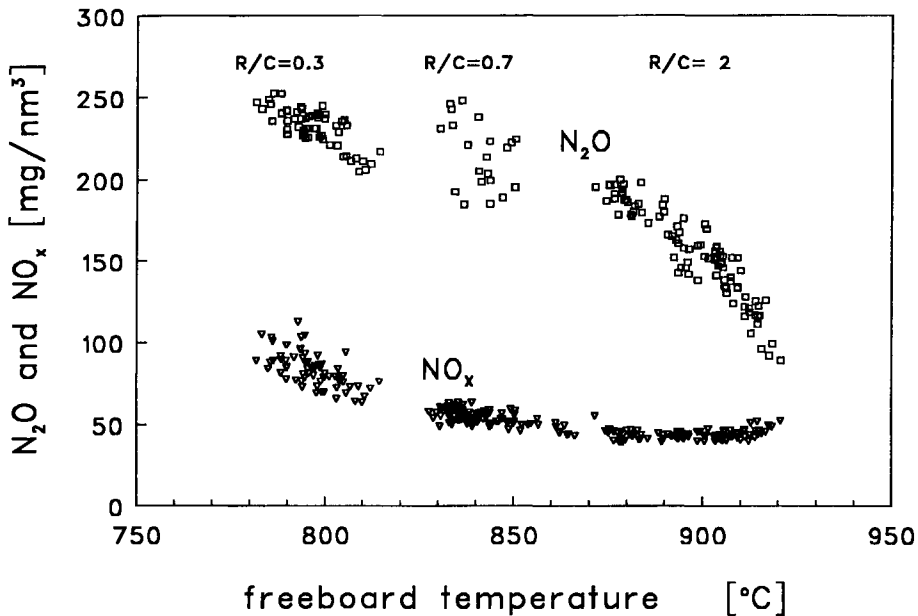 300
250
200
150
100
50
0
N₂O and NOₓ [mg/nm³]
R/C=0.3
R/C=0.7
R/C= 2
N₂O
NOₓ
750
800
850
900
950
freeboard temperature [°C]